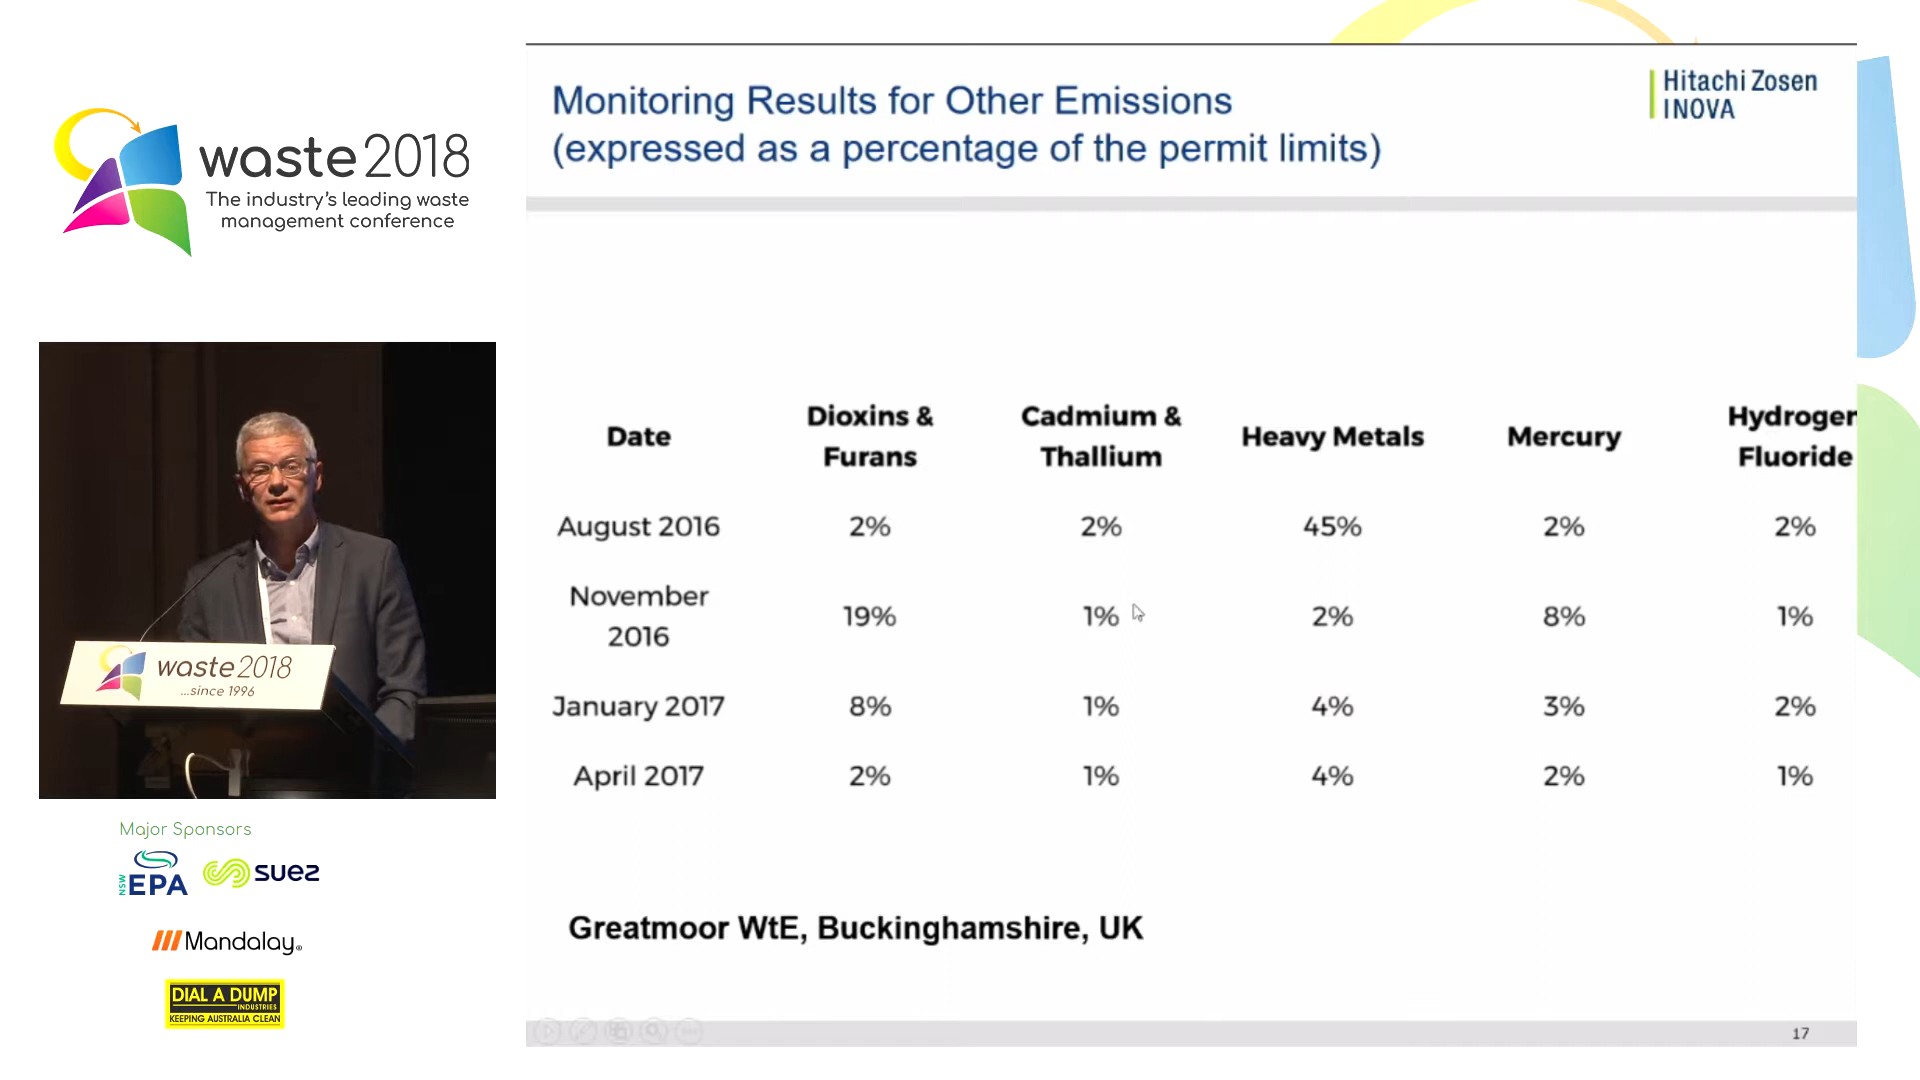 waste2018
The industry's leading waste
management conference
waste2018
...since 1996
Major Sponsors
NSW
EPA
suez
Mandalay®
DIAL A DUMP
INDUSTRIES
KEEPING AUSTRALIA CLEAN
Monitoring Results for Other Emissions
(expressed as a percentage of the permit limits)
Hitachi Zosen
INOVA
Date Dioxins & Furans Cadmium & Thallium Heavy Metals Mercury Hydrogen Fluoride
August 2016 2% 2% 45% 2% 2%
November 2016 19% 1% 2% 8% 1%
January 2017 8% 1% 4% 3% 2%
April 2017 2% 1% 4% 2% 1%
Greatmoor WtE, Buckinghamshire, UK
17